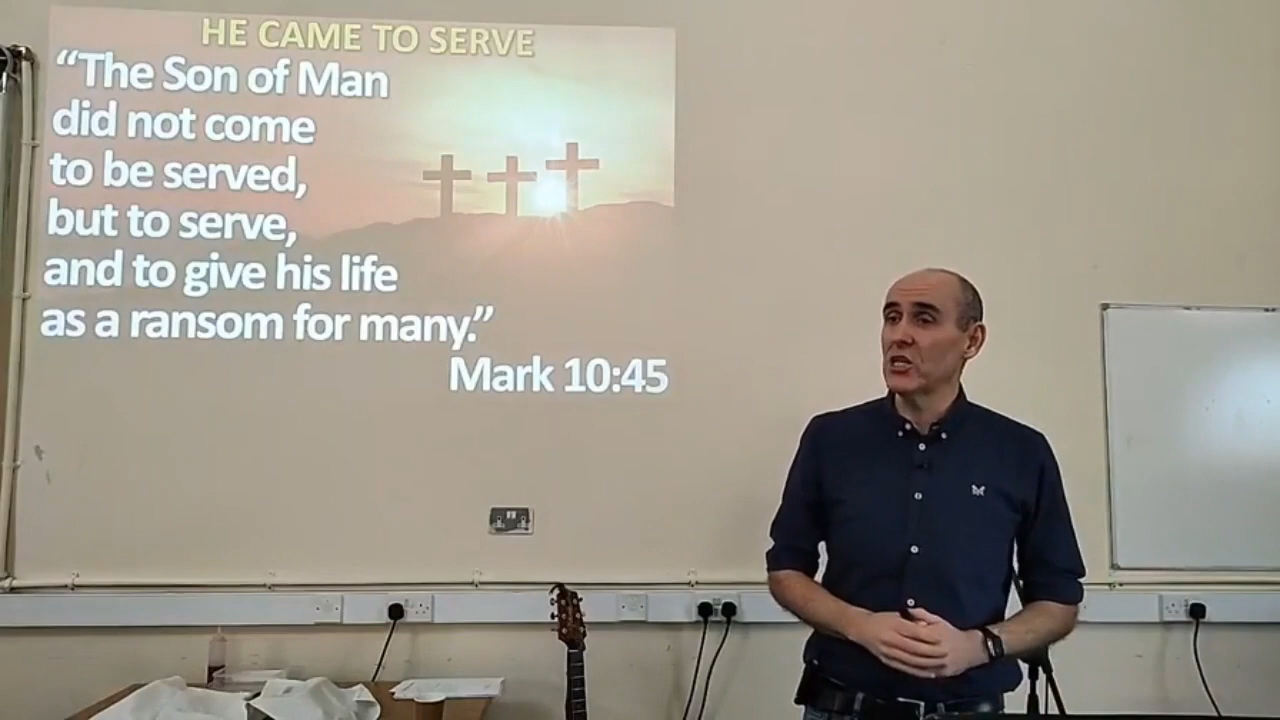 HE CAME TO SERVE
“The Son of Man
did not come
to be served,
but to serve,
and to give his life
as a ransom for many.”
Mark 10:45